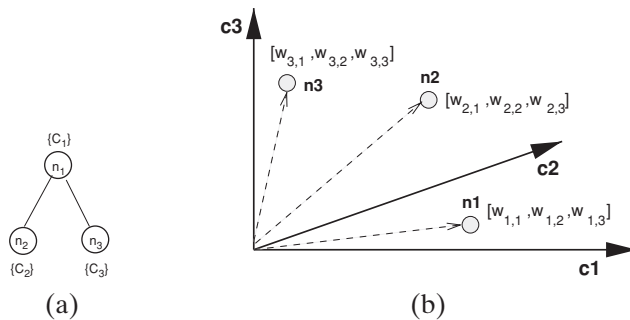 {C₁}
n₁
n₂
n₃
{C₂}
{C₃}
(a)
c3
[w₃,₁ ,w₃,₂ ,w₃,₃]
n3
n2
[w₂,₁ ,w₂,₂ ,w₂,₃]
c2
n1
[w₁,₁ ,w₁,₂ ,w₁,₃]
c1
(b)